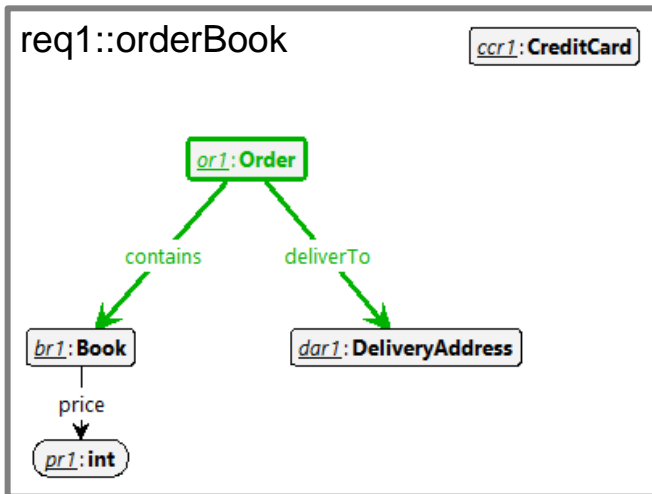 req1::orderBook
ccr1:CreditCard
or1:Order
contains
deliverTo
br1:Book
dar1:DeliveryAddress
price
pr1:int